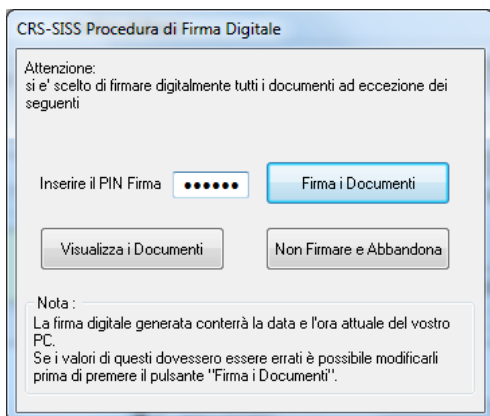 CRS-SISS Procedura di Firma Digitale
Attenzione:
si e' scelto di firmare digitalmente tutti i documenti ad eccezione dei
seguenti
Inserire il PIN Firma ●●●●●● Firma i Documenti
Visualizza i Documenti Non Firmare e Abbandona
Nota :
La firma digitale generata conterrà la data e l'ora attuale del vostro
PC.
Se i valori di questi dovessero essere errati è possibile modificarli
prima di premere il pulsante "Firma i Documenti".